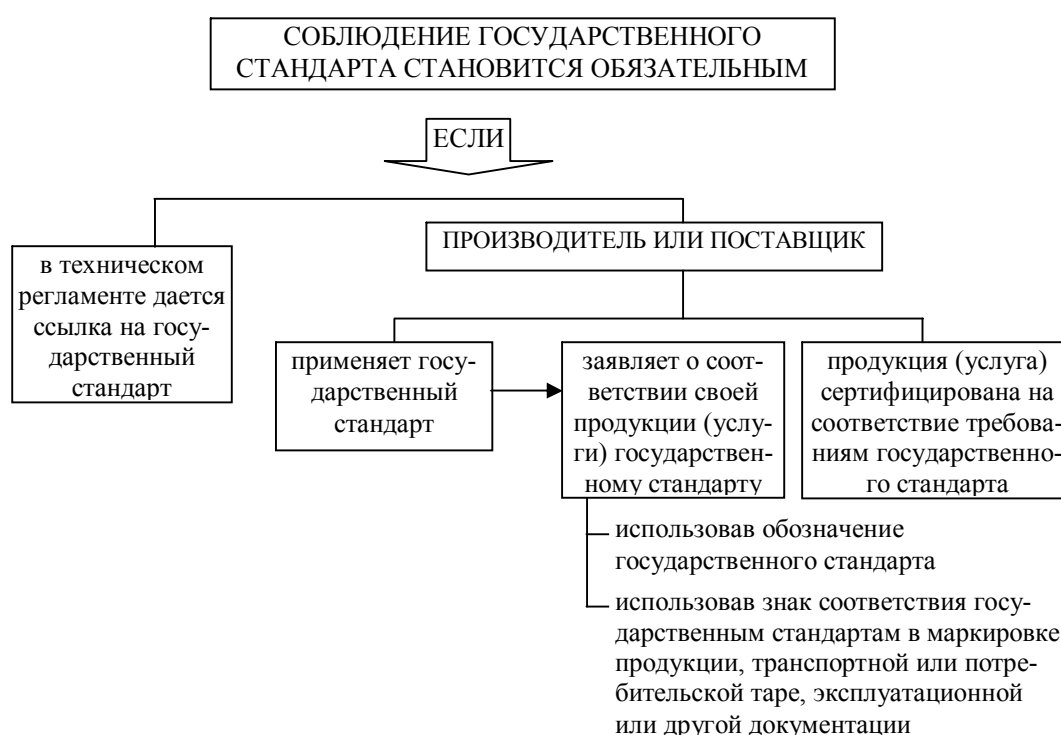 СОБЛЮДЕНИЕ ГОСУДАРСТВЕННОГО
СТАНДАРТА СТАНОВИТСЯ ОБЯЗАТЕЛЬНЫМ
ЕСЛИ
в техническом
регламенте дается
ссылка на госу-
дарственный
стандарт
ПРОИЗВОДИТЕЛЬ ИЛИ ПОСТАВЩИК
применяет госу-
дарственный
стандарт
заявляет о соот-
ветствии своей
продукции (услу-
ги) государствен-
ному стандарту
продукция (услуга)
сертифицирована на
соответствие требова-
ниям государственно-
го стандарта
использовав обозначение
государственного стандарта
использовав знак соответствия госу-
дарственным стандартам в маркировке
продукции, транспортной или потре-
бительской таре, эксплуатационной
или другой документации